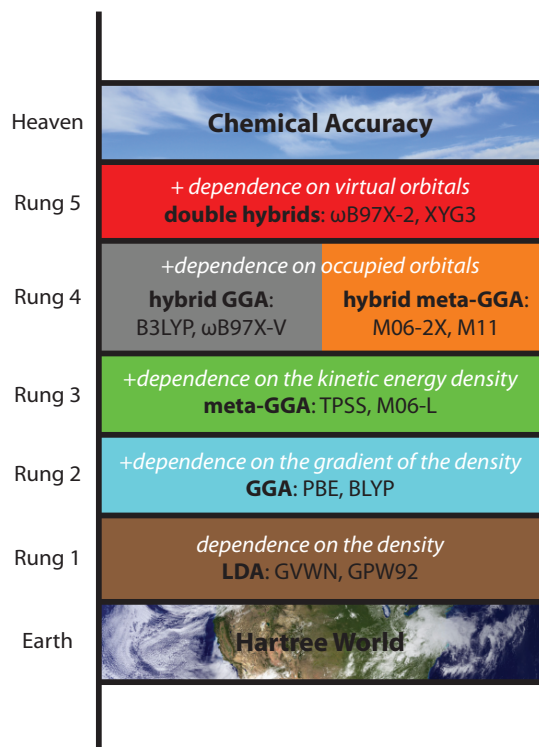 Heaven
Chemical Accuracy
Rung 5
+ dependence on virtual orbitals
double hybrids: ωB97X-2, XYG3
Rung 4
+dependence on occupied orbitals
hybrid GGA:
B3LYP, ωB97X-V
hybrid meta-GGA:
M06-2X, M11
Rung 3
+dependence on the kinetic energy density
meta-GGA: TPSS, M06-L
Rung 2
+dependence on the gradient of the density
GGA: PBE, BLYP
Rung 1
dependence on the density
LDA: GVWN, GPW92
Earth
Hartree World